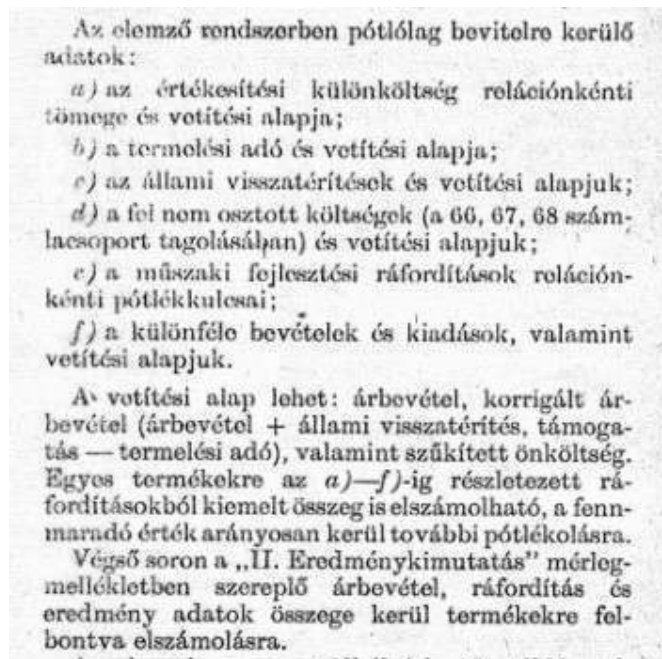 Az elemző rendszerben pótlólag bevitelre kerülő
adatok:
a) az értékesítési különköltség relációnkénti
tömege és vetítési alapja;
b) a termelési adó és vetítési alapja;
c) az állami visszatérítések és vetítési alapjuk;
d) a fel nem osztott költségek (a 66, 67, 68 szám-
lacsoport tagolásában) és vetítési alapjuk;
e) a műszaki fejlesztési ráfordítások reláción-
kénti pótlékkulcsai;
f) a különféle bevételek és kiadások, valamint
vetítési alapjuk.
A vetítési alap lehet: árbevétel, korrigált ár-
bevétel (árbevétel + állami visszatérítés, támoga-
tás — termelési adó), valamint szűkített önköltség.
Egyes termékekre az a)—f)-ig részletezett rá-
fordításokból kiemelt összeg is elszámolható, a fenn-
maradó érték arányosan kerül további pótlékolásra.
Végső soron a „II. Eredménykimutatás” mérleg-
mellékletben szereplő árbevétel, ráfordítás és
eredmény adatok összege kerül termékekre fel-
bontva elszámolásra.